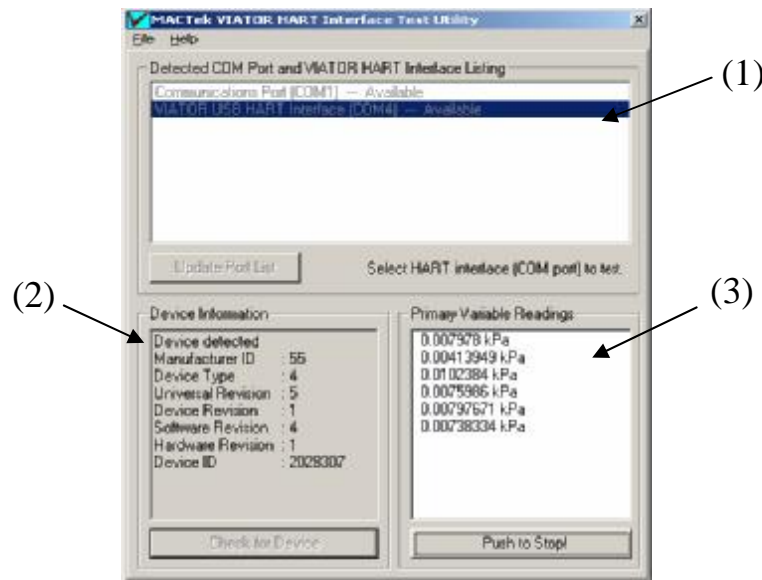 MACTek VIATOR HART Interface Test Utility
File Help
Detected COM Port and VIATOR HART Interface Listing
Communications Port (COM1) -- Available
VIATOR USB HART Interface (COM4) -- Available
(1)
Update Port List
Select HART interface (COM port) to test.
(2)
Device Information
Device detected
Manufacturer ID : 55
Device Type : 4
Universal Revision : 5
Device Revision : 1
Software Revision : 4
Hardware Revision : 1
Device ID : 2028307
Check for Device
(3)
Primary Variable Readings
0.007978 kPa
0.00413949 kPa
0.0102384 kPa
0.0075986 kPa
0.00797671 kPa
0.00738334 kPa
Push to Stop!